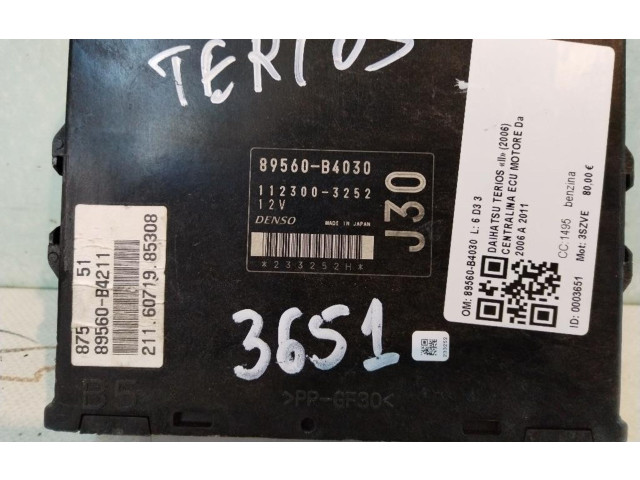 TERIOS
89560-B4030
112300-3252
12V
DENSO MADE IN JAPAN
*233252H*
J30
875 51
89560-B4211
211.60719.85308
3651
B5
>PP-GF30<
OM: 89560-B4030 L: 6 D3 3
DAIHATSU TERIOS «II» (2006)
CENTRALINA ECU MOTORE Da
2006 A 2011
CC:1495 benzina
Mot: 3SZVE 80,00 €
ID: 0003651